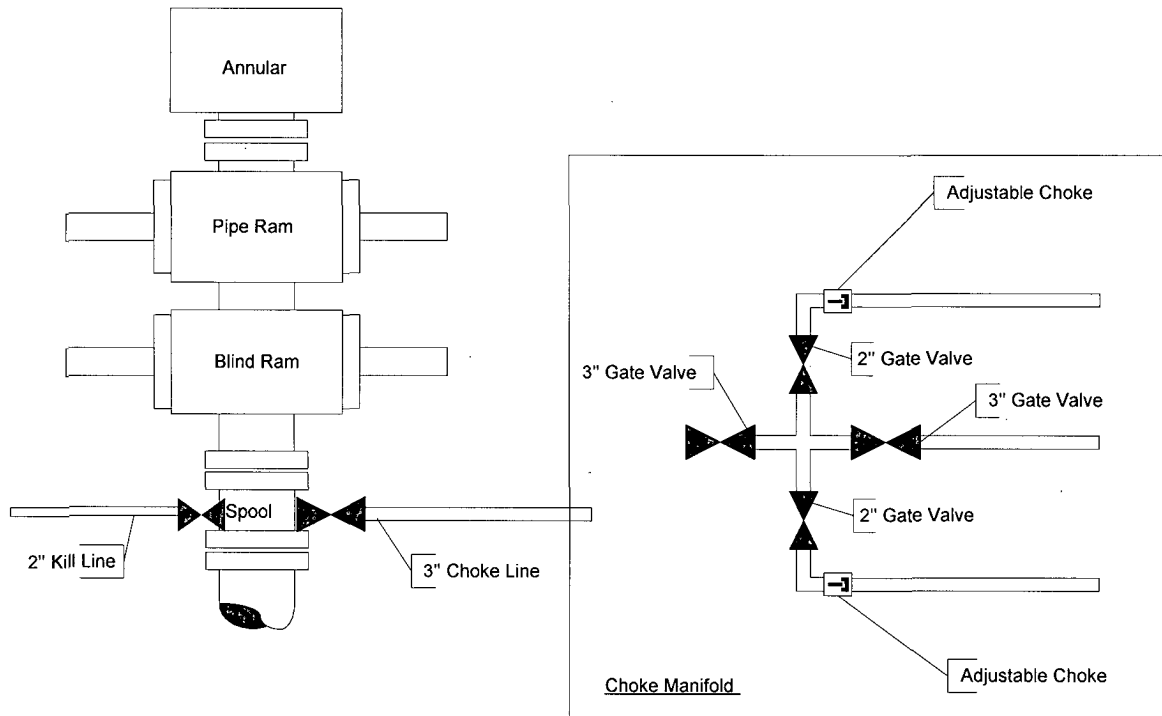 Annular
Pipe Ram
Blind Ram
Spool
2" Kill Line
3" Choke Line
Adjustable Choke
2" Gate Valve
3" Gate Valve
3" Gate Valve
2" Gate Valve
Adjustable Choke
Choke Manifold